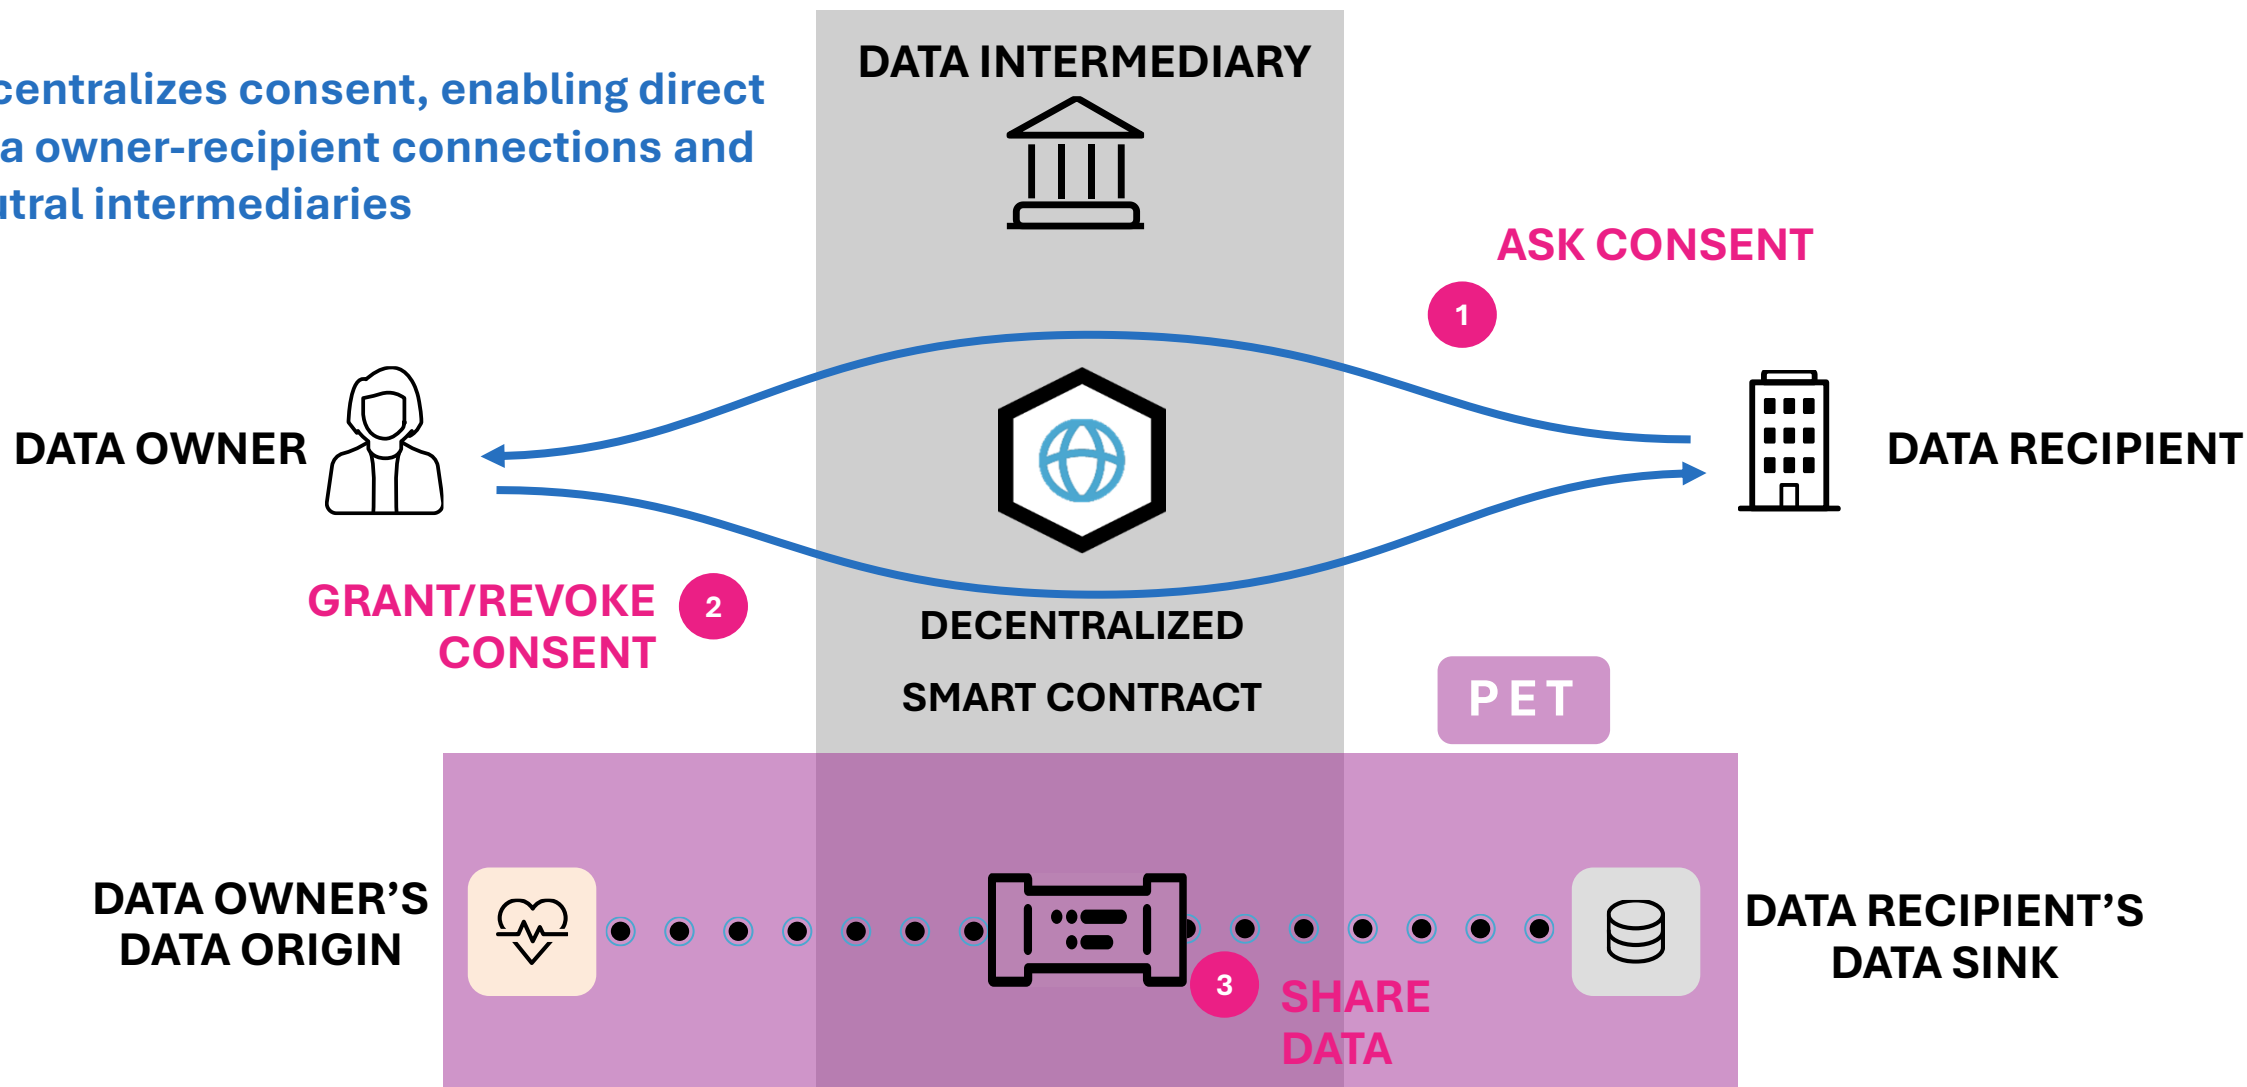 DATA INTERMEDIARY
centralizes consent, enabling direct
a owner-recipient connections and
utral intermediaries
ASK CONSENT
1
DATA OWNER
DATA RECIPIENT
GRANT/REVOKE
CONSENT
2
DECENTRALIZED
SMART CONTRACT
PET
DATA OWNER'S
DATA ORIGIN
DATA RECIPIENT'S
DATA SINK
3
SHARE
DATA